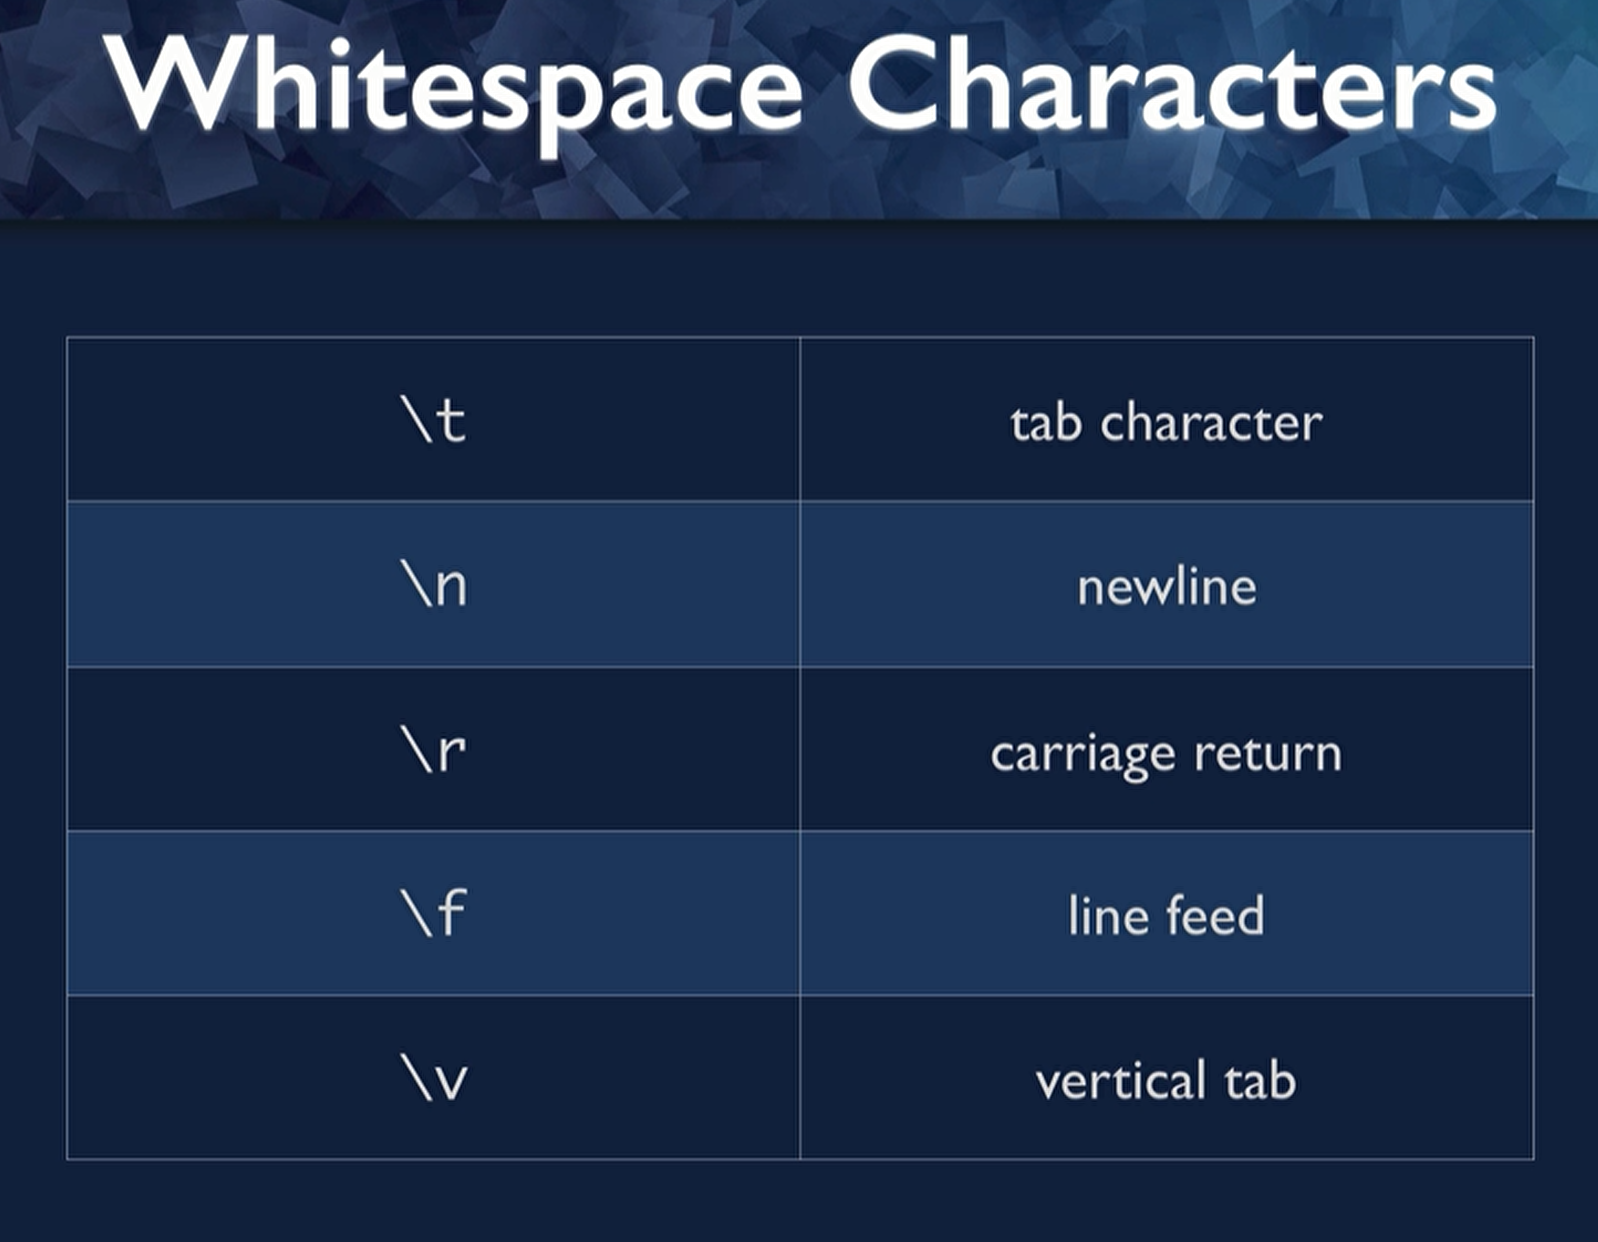 Whitespace Characters
\t tab character
\n newline
\r carriage return
\f line feed
\v vertical tab